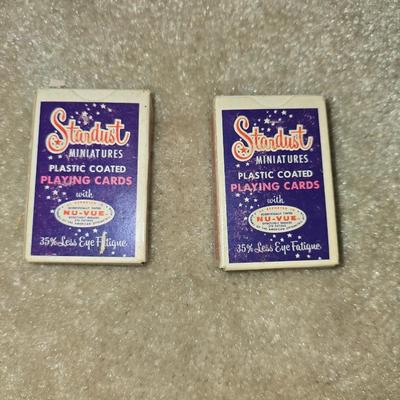 Stardust
MINIATURES
PLASTIC COATED
PLAYING CARDS
with
NU-VUE
35% Less Eye Fatigue
Stardust
MINIATURES
PLASTIC COATED
PLAYING CARDS
with
NU-VUE
35% Less Eye Fatigue